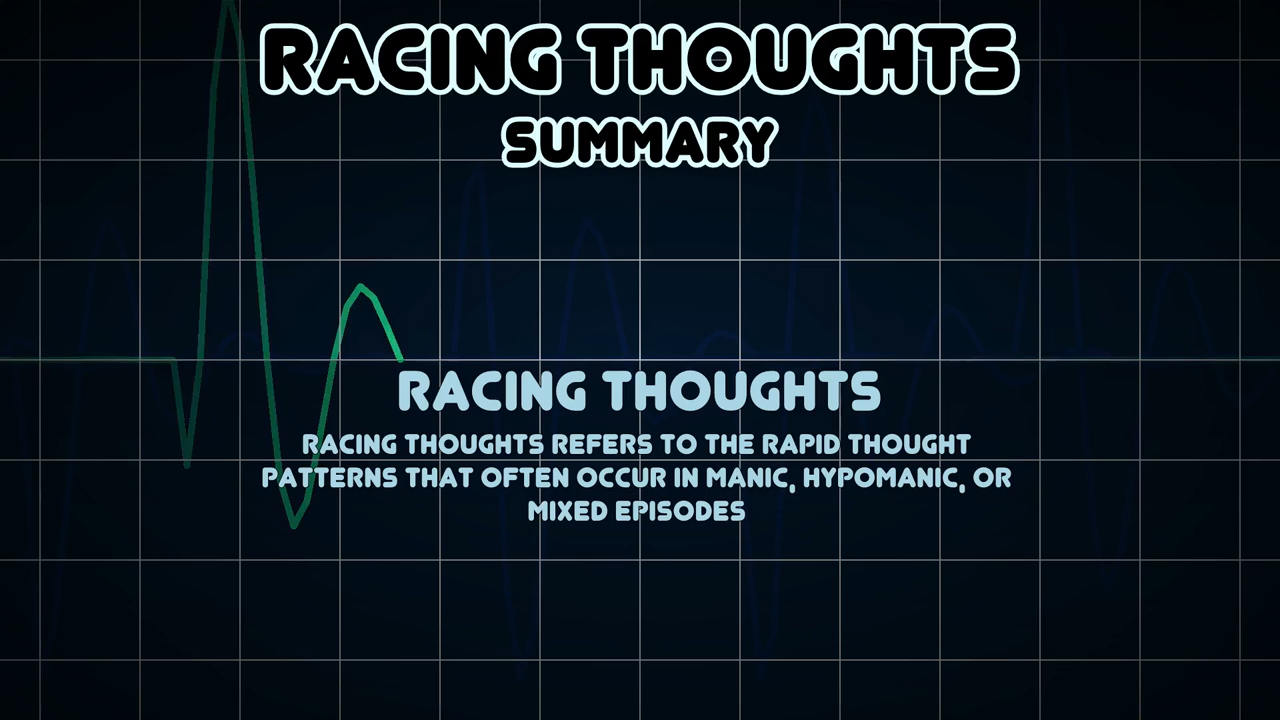 RACING THOUGHTS
SUMMARY
RACING THOUGHTS
RACING THOUGHTS REFERS TO THE RAPID THOUGHT
PATTERNS THAT OFTEN OCCUR IN MANIC, HYPOMANIC, OR
MIXED EPISODES